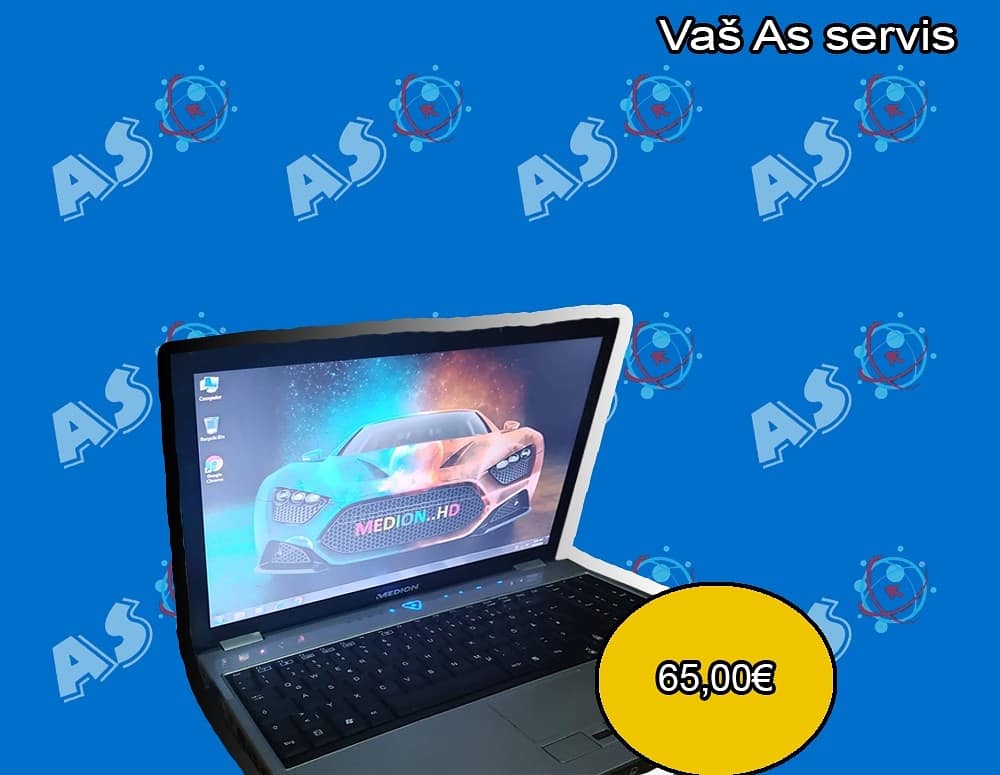 Vaš As servis
AS
AS
AS
AS
AS
AS
AS
AS
AS
Computer
Recycle Bin
Google
Chrome
MEDION..HD
MEDION
65,00€